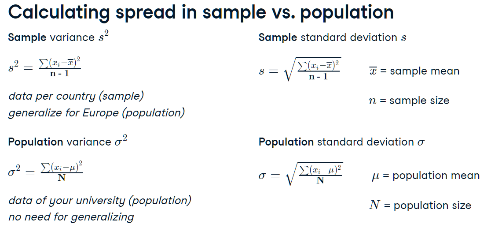 Calculating spread in sample vs. population
Sample variance s²
s² = ∑(xᵢ−x̅)² / n - 1
data per country (sample)
generalize for Europe (population)
Sample standard deviation s
s = √(∑(xᵢ−x̅)² / n - 1)
x̅ = sample mean
n = sample size
Population variance σ²
σ² = ∑(xᵢ−μ)² / N
data of your university (population)
no need for generalizing
Population standard deviation σ
σ = √(∑(xᵢ−μ)² / N)
μ = population mean
N = population size